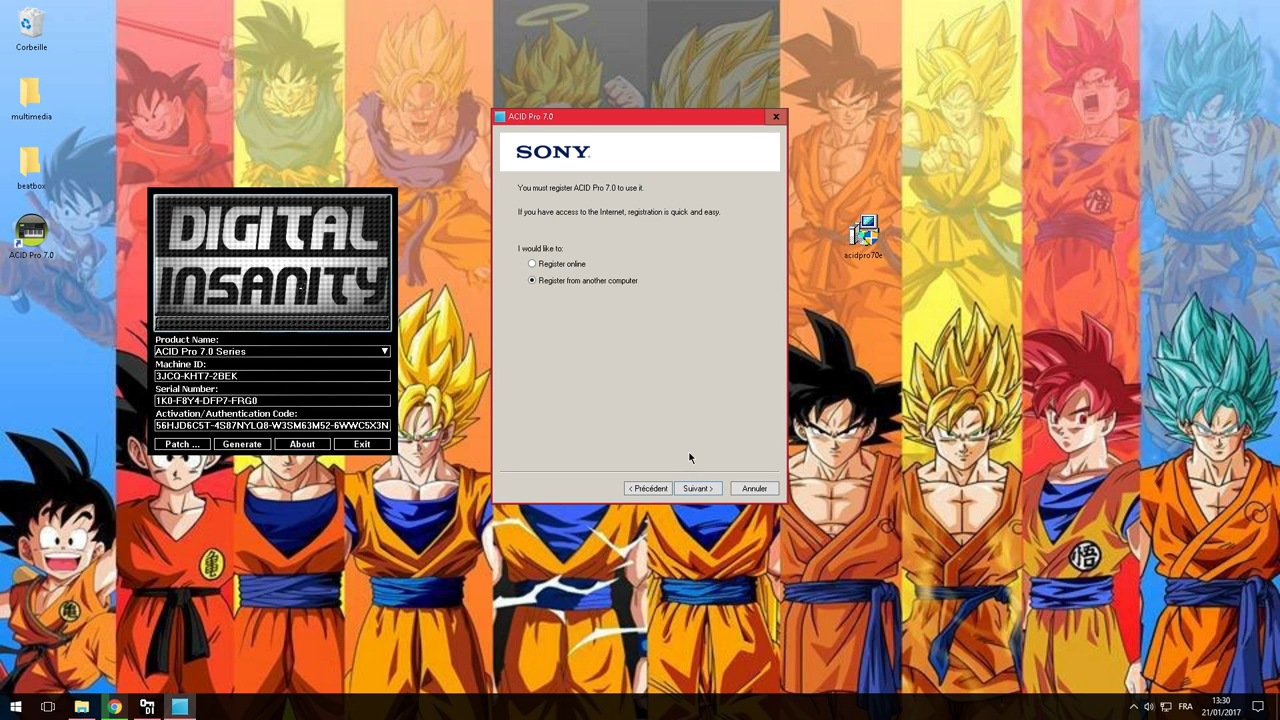 Corbeille
multimedia
beatbox
ACID Pro 7.0
DIGITAL
INSANITY
Product Name:
ACID Pro 7.0 Series
Machine ID:
3JCQ-KHT7-2BEK
Serial Number:
1K0-F8Y4-DFP7-FRG0
Activation/Authentication Code:
56HJD6C5T-4S87NYLQ8-W3SM63M52-6WWC5X3N
Patch ... Generate About Exit
ACID Pro 7.0
SONY
You must register ACID Pro 7.0 to use it.
If you have access to the Internet, registration is quick and easy.
I would like to:
Register online
Register from another computer
< Précédent Suivant > Annuler
acidpro70e
FRA
13:30
21/01/2017